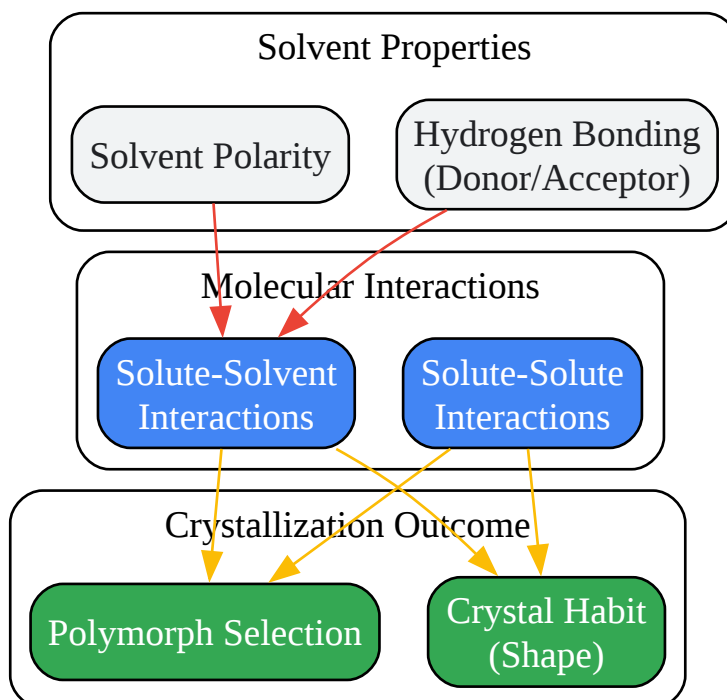 Solvent Properties
Solvent Polarity
Hydrogen Bonding
(Donor/Acceptor)
Molecular Interactions
Solute-Solvent
Interactions
Solute-Solute
Interactions
Crystallization Outcome
Polymorph Selection
Crystal Habit
(Shape)